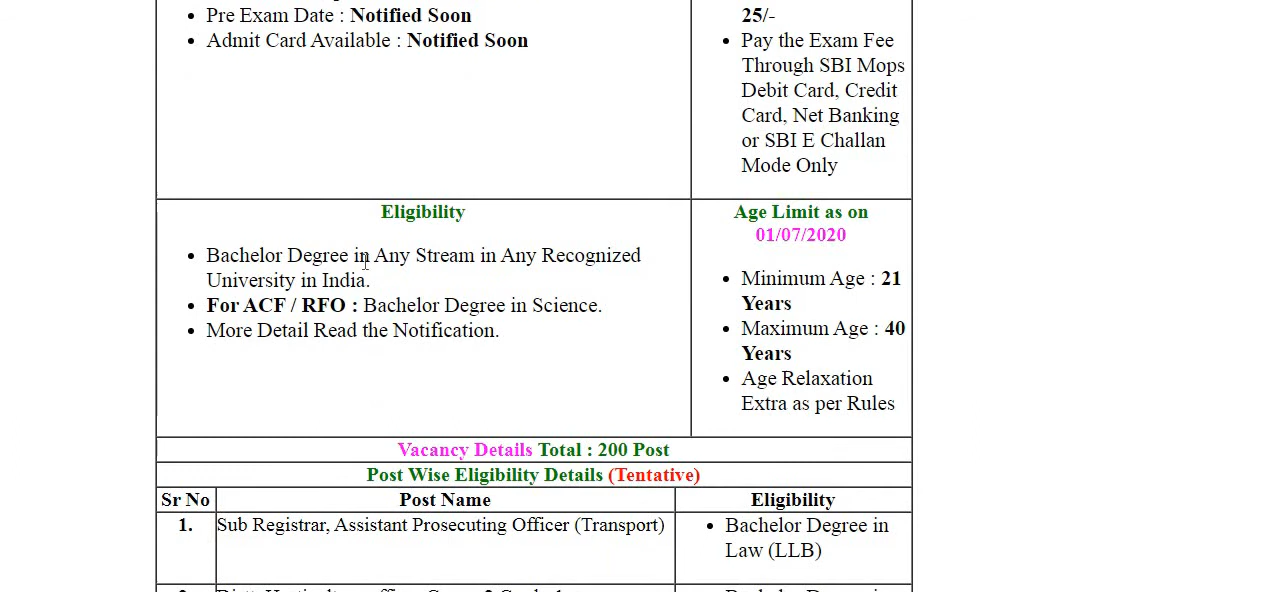 Pre Exam Date : Notified Soon
Admit Card Available : Notified Soon
25/-
Pay the Exam Fee
Through SBI Mops
Debit Card, Credit
Card, Net Banking
or SBI E Challan
Mode Only
Eligibility
Bachelor Degree in Any Stream in Any Recognized
University in India.
For ACF / RFO : Bachelor Degree in Science.
More Detail Read the Notification.
Age Limit as on
01/07/2020
Minimum Age : 21
Years
Maximum Age : 40
Years
Age Relaxation
Extra as per Rules
Vacancy Details Total : 200 Post
Post Wise Eligibility Details (Tentative)
Sr No Post Name Eligibility
1. Sub Registrar, Assistant Prosecuting Officer (Transport)
Bachelor Degree in
Law (LLB)